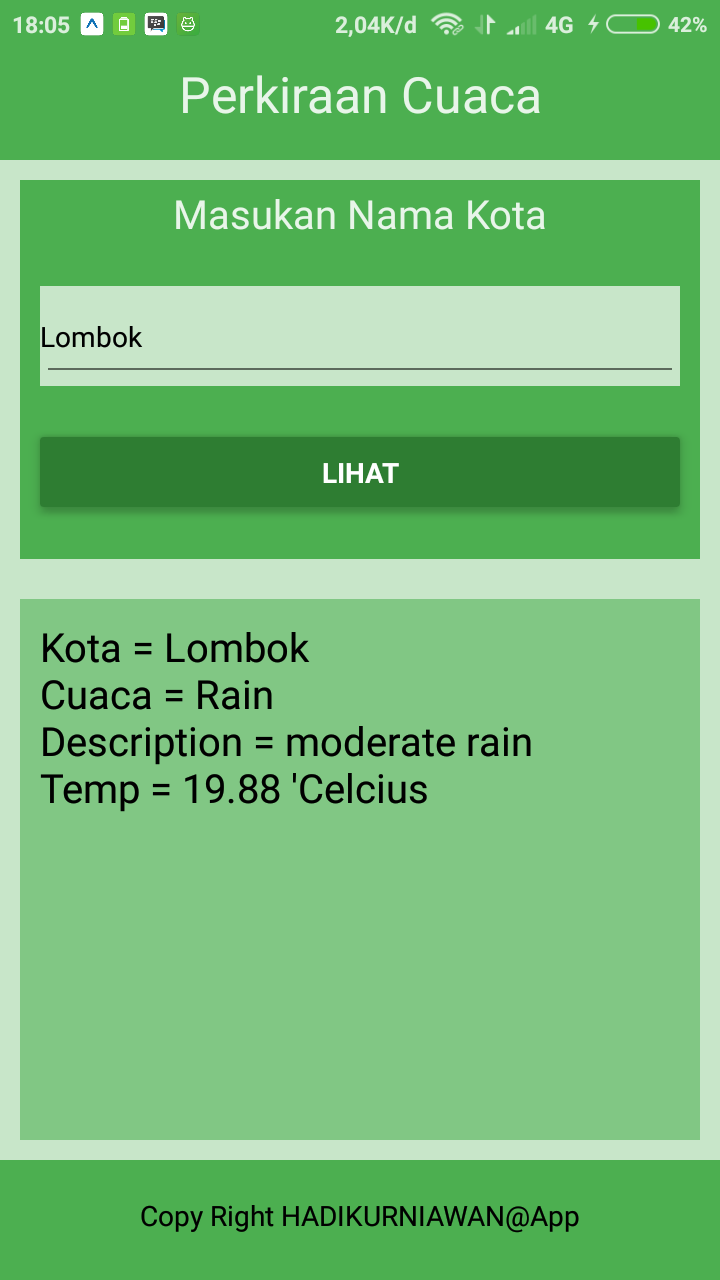 18:05 2,04K/d 4G 42%
Perkiraan Cuaca
Masukan Nama Kota
Lombok
LIHAT
Kota = Lombok
Cuaca = Rain
Description = moderate rain
Temp = 19.88 'Celcius
Copy Right HADIKURNIAWAN@App